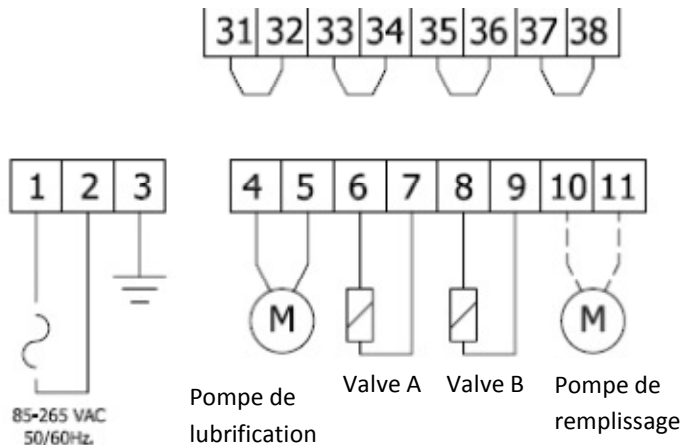 31 32 33 34 35 36 37 38
1 2 3 4 5 6 7 8 9 10 11
M M
Valve A Valve B
Pompe de
lubrification
Pompe de
remplissage
85-265 VAC
50/60Hz.